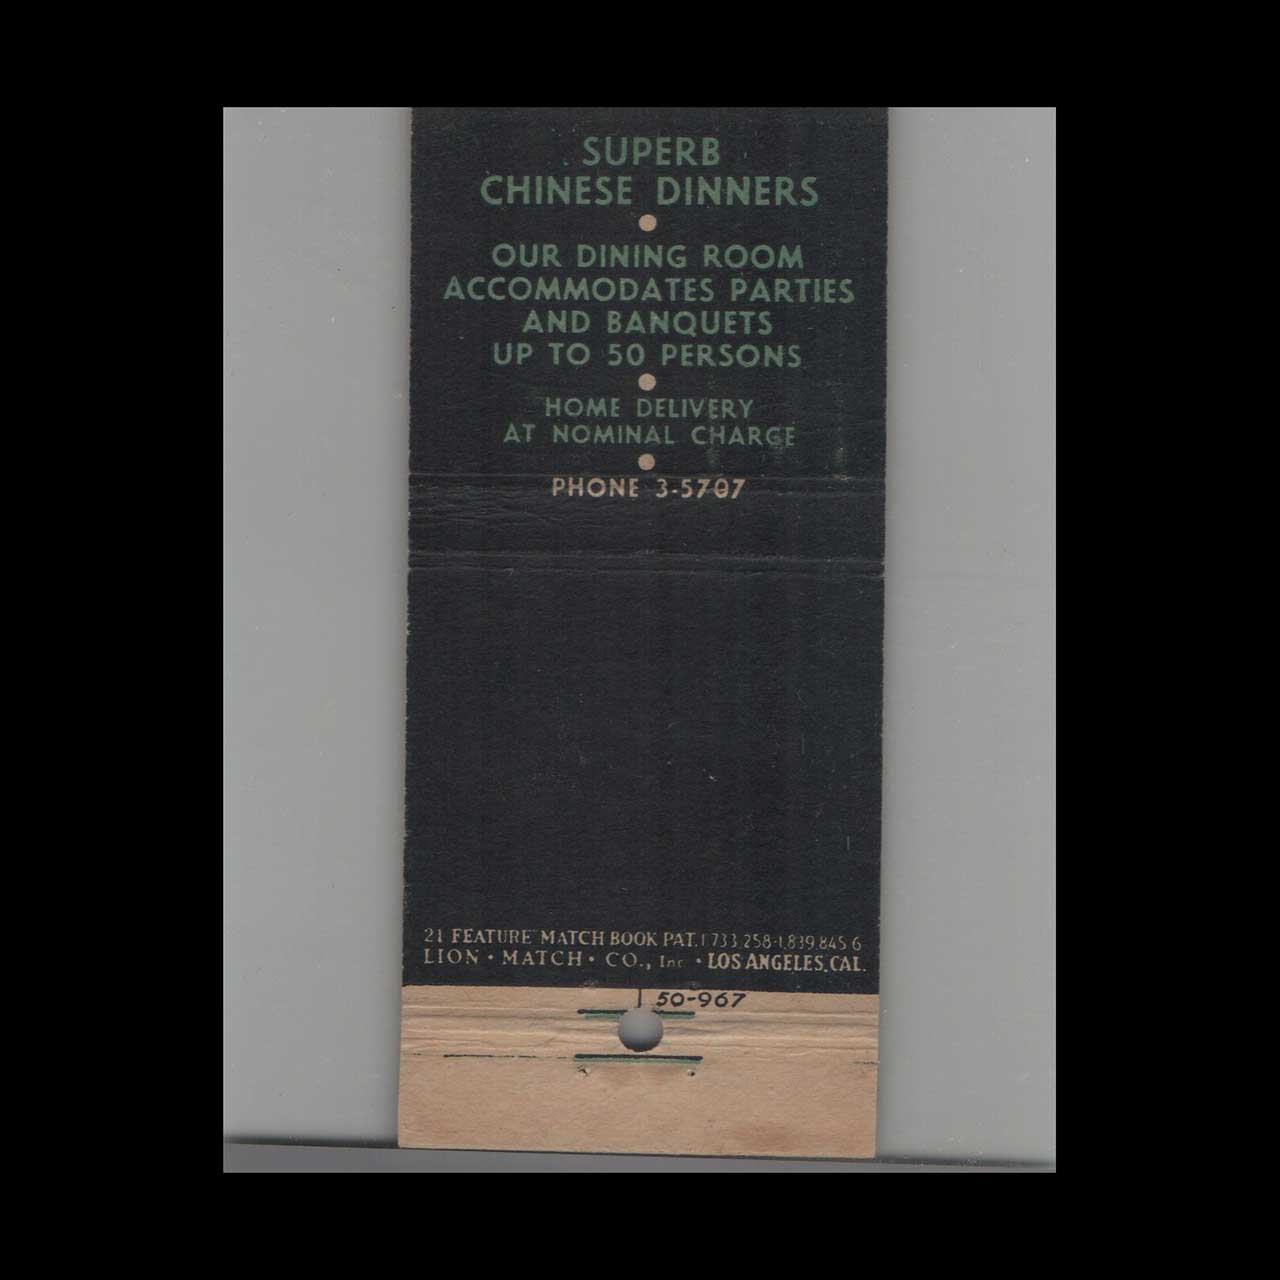 SUPERB
CHINESE DINNERS
OUR DINING ROOM
ACCOMMODATES PARTIES
AND BANQUETS
UP TO 50 PERSONS
HOME DELIVERY
AT NOMINAL CHARGE
PHONE 3-5707
21 FEATURE MATCH BOOK PAT. 1 733 258-1,839 845 6
LION • MATCH • CO., Inc • LOS ANGELES, CAL.
50-967